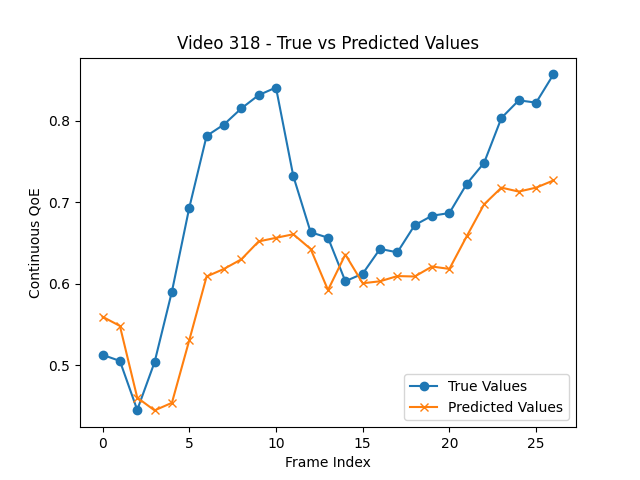 Video 318 - True vs Predicted Values
Continuous QoE
0.8
0.7
0.6
0.5
True Values
Predicted Values
0 5 10 15 20 25
Frame Index